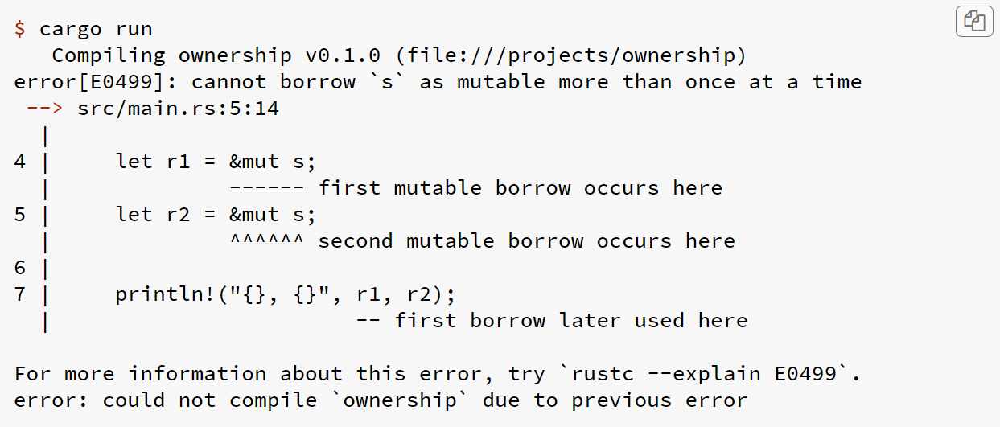 $ cargo run
   Compiling ownership v0.1.0 (file:///projects/ownership)
error[E0499]: cannot borrow `s` as mutable more than once at a time
 --> src/main.rs:5:14
  |
4 |     let r1 = &mut s;
  |              ------ first mutable borrow occurs here
5 |     let r2 = &mut s;
  |              ^^^^^^ second mutable borrow occurs here
6 |
7 |     println!("{}, {}", r1, r2);
  |                        -- first borrow later used here

For more information about this error, try `rustc --explain E0499`.
error: could not compile `ownership` due to previous error